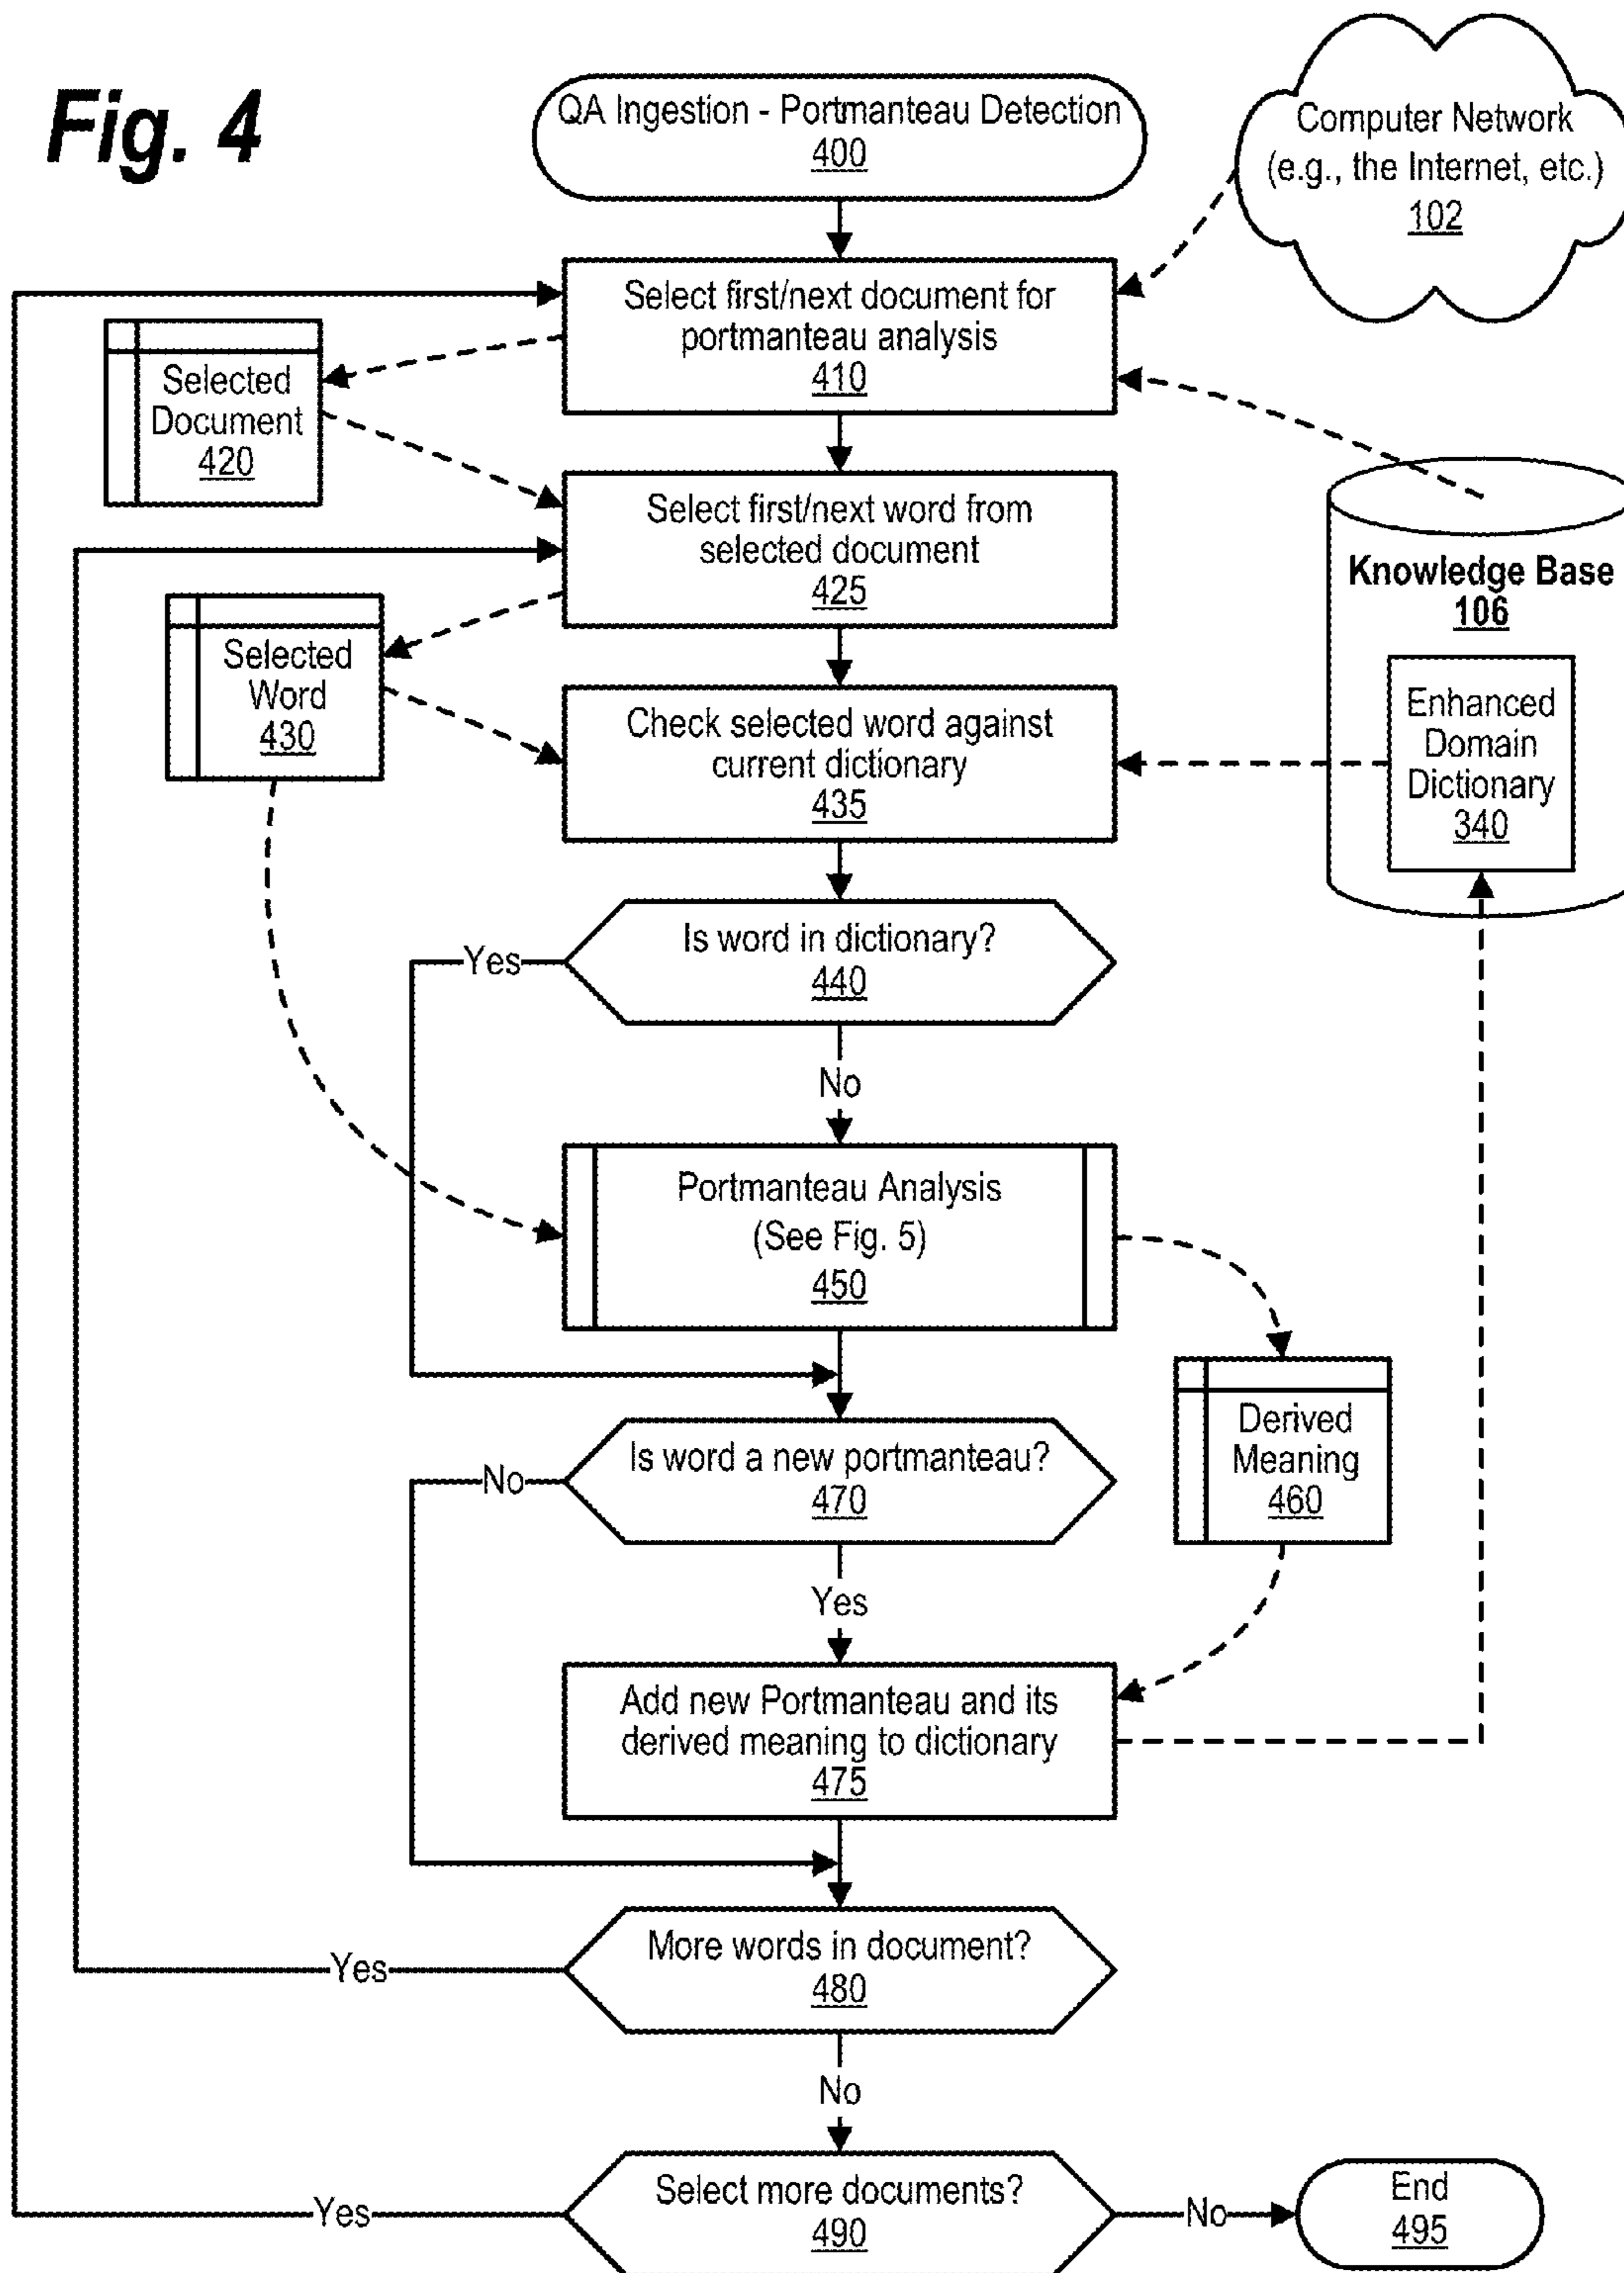 Fig. 4
QA Ingestion - Portmanteau Detection
400
Computer Network
(e.g., the Internet, etc.)
102
Select first/next document for
portmanteau analysis
410
Selected
Document
420
Select first/next word from
selected document
425
Knowledge Base
106
Selected
Word
430
Check selected word against
current dictionary
435
Enhanced
Domain
Dictionary
340
Is word in dictionary?
440
Yes
No
Portmanteau Analysis
(See Fig. 5)
450
Is word a new portmanteau?
470
No
Derived
Meaning
460
Yes
Add new Portmanteau and its
derived meaning to dictionary
475
More words in document?
480
Yes
No
Select more documents?
490
Yes
No
End
495